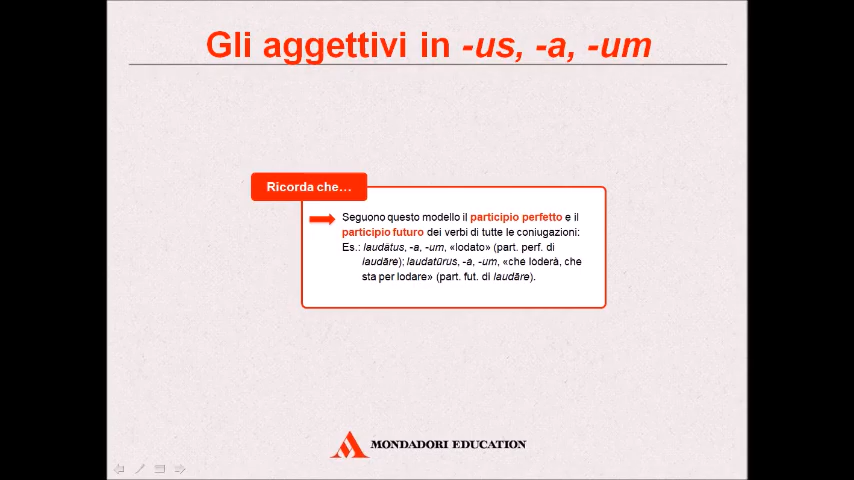 Gli aggettivi in -us, -a, -um
Ricorda che…
Seguono questo modello il participio perfetto e il
participio futuro dei verbi di tutte le coniugazioni:
Es.: laudātus, -a, -um, «lodato» (part. perf. di
laudāre); laudatūrus, -a, -um, «che loderà, che
sta per lodare» (part. fut. di laudāre).
MONDADORI EDUCATION